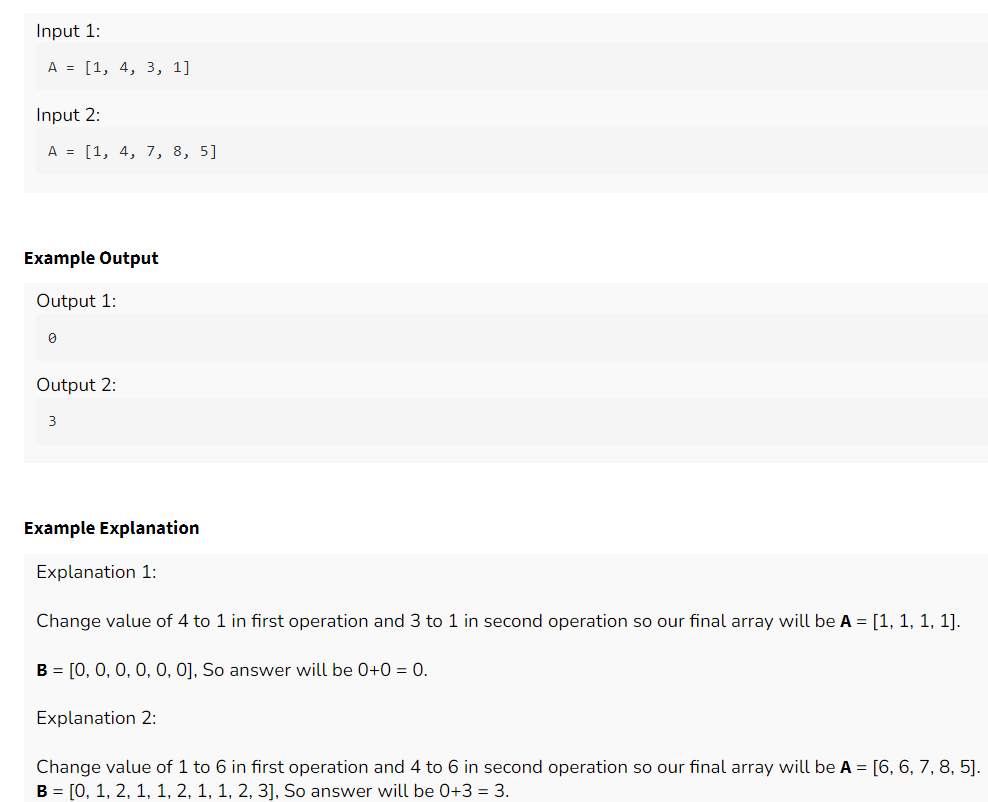 Input 1:
A = [1, 4, 3, 1]
Input 2:
A = [1, 4, 7, 8, 5]
Example Output
Output 1:
0
Output 2:
3
Example Explanation
Explanation 1:
Change value of 4 to 1 in first operation and 3 to 1 in second operation so our final array will be A = [1, 1, 1, 1].
B = [0, 0, 0, 0, 0, 0], So answer will be 0+0 = 0.
Explanation 2:
Change value of 1 to 6 in first operation and 4 to 6 in second operation so our final array will be A = [6, 6, 7, 8, 5].
B = [0, 1, 2, 1, 1, 2, 1, 1, 2, 3], So answer will be 0+3 = 3.